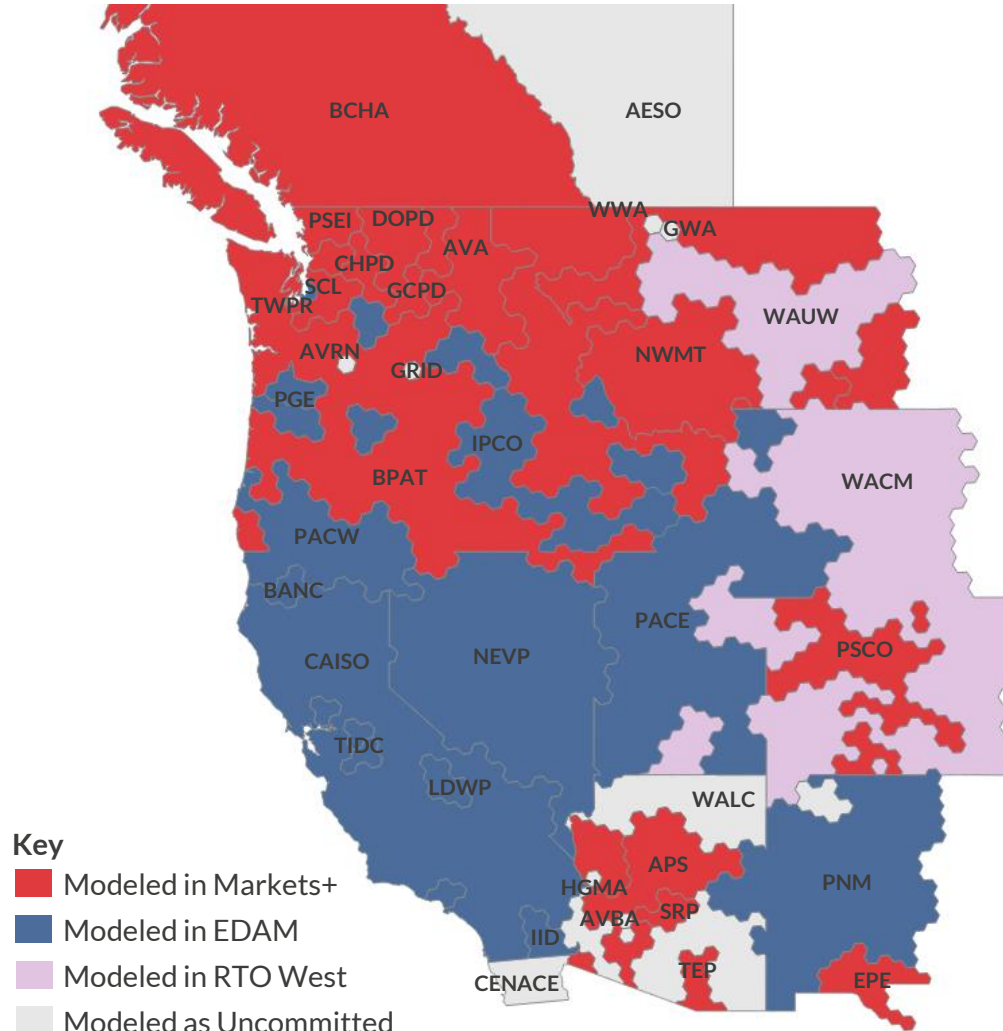 BCHA
AESO
WWA
PSEI
DOPD
GWA
AVA
CHPD
SCL
GCPD
TWPR
WAUW
AVRN
NWMT
GRID
PGE
IPCO
BPAT
WACM
PACW
BANC
PACE
PSCO
CAISO
NEVP
TIDC
LDWP
WALC
Key
Modeled in Markets+
Modeled in EDAM
Modeled in RTO West
Modeled as Uncommitted
APS
PNM
HGMA
SRP
AVBA
IID
TEP
CENACE
EPE